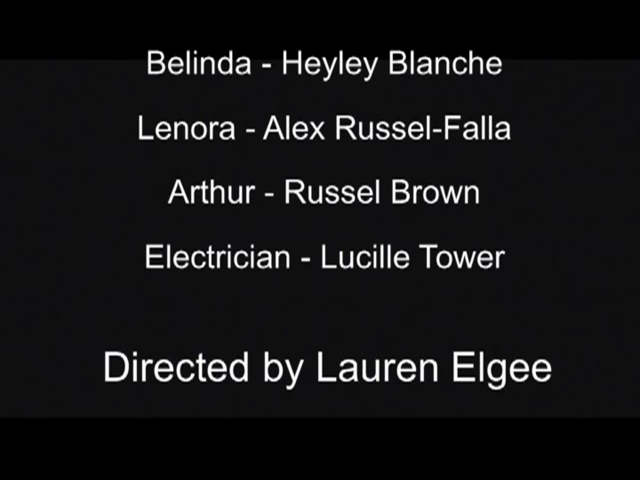 Belinda - Heyley Blanche
Lenora - Alex Russel-Falla
Arthur - Russel Brown
Electrician - Lucille Tower
Directed by Lauren Elgee